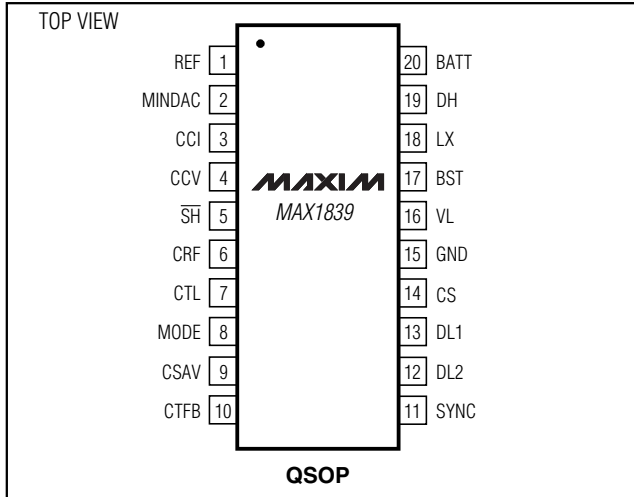 TOP VIEW
REF 1
MINDAC 2
CCI 3
CCV 4
S̅H̅ 5
CRF 6
CTL 7
MODE 8
CSAV 9
CTFB 10
MAXIM
MAX1839
20 BATT
19 DH
18 LX
17 BST
16 VL
15 GND
14 CS
13 DL1
12 DL2
11 SYNC
QSOP